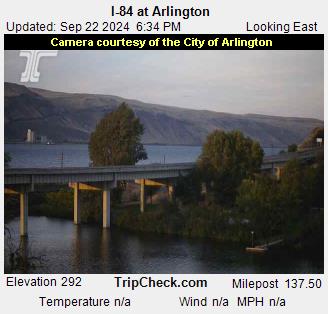 I-84 at Arlington
Updated: Sep 22 2024 6:34 PM Looking East
Camera courtesy of the City of Arlington
Elevation 292 TripCheck.com Milepost 137.50
Temperature n/a Wind n/a MPH n/a